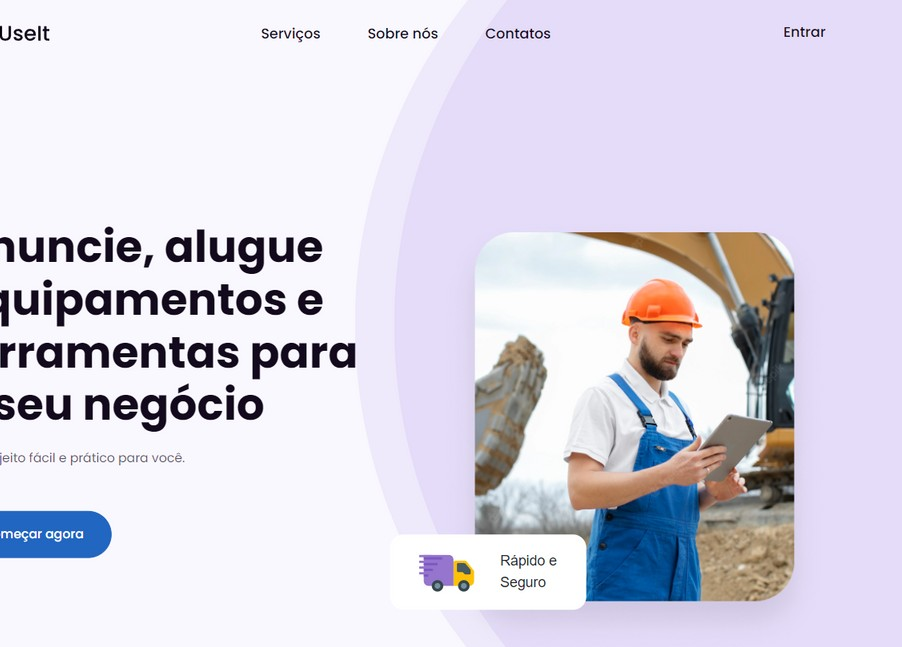 UseIt
Serviços
Sobre nós
Contatos
Entrar
nuncie, alugue
quipamentos e
rramentas para
seu negócio
jeito fácil e prático para você.
meçar agora
Rápido e
Seguro